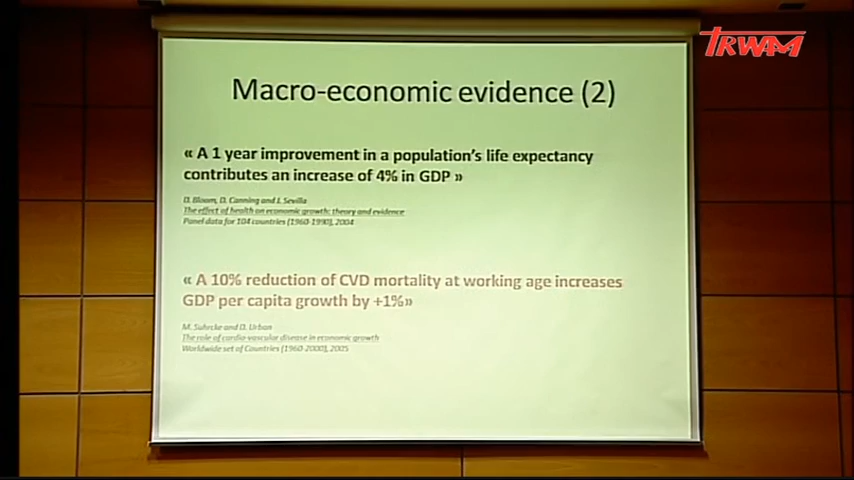 TRWAM
Macro-economic evidence (2)
« A 1 year improvement in a population's life expectancy
contributes an increase of 4% in GDP »
D. Bloom, D. Canning and J. Sevilla
The effect of health on economic growth: theory and evidence
Panel data for 104 countries (1960-1990), 2004
« A 10% reduction of CVD mortality at working age increases
GDP per capita growth by +1%»
M. Suhrcke and D. Urban
The role of cardio-vascular disease in economic growth
Worldwide set of Countries (1960-2000), 2005